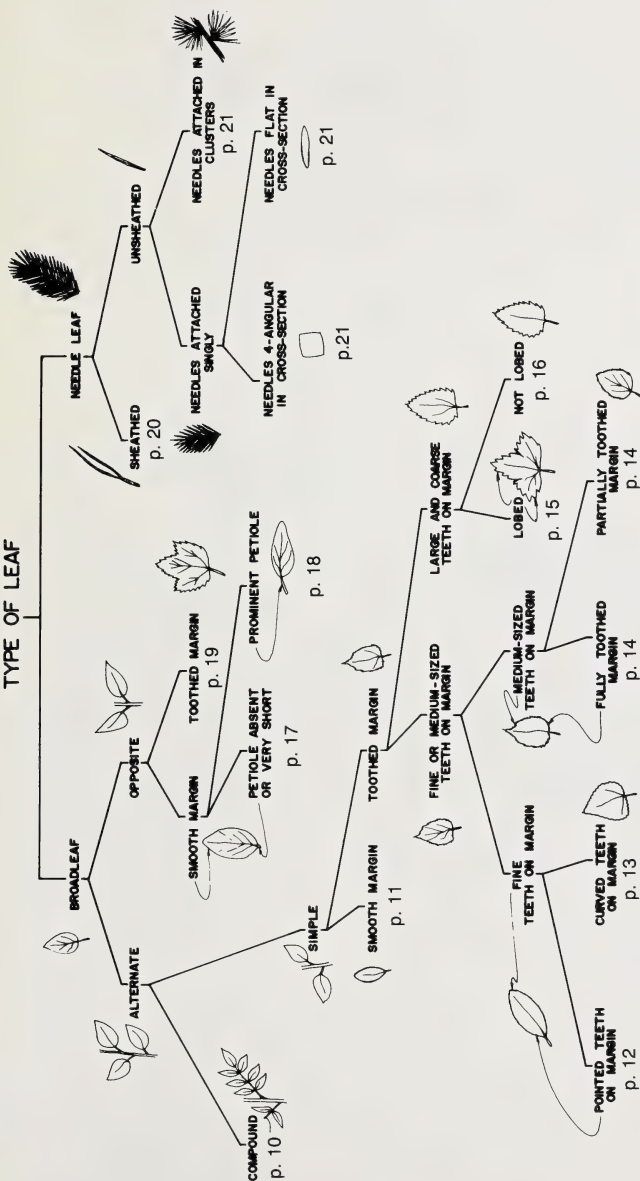 TYPE OF LEAF
BROADLEAF
NEEDLE LEAF
ALTERNATE
OPPOSITE
SHEATHED
p. 20
UNSHEATHED
COMPOUND
p. 10
SIMPLE
SMOOTH MARGIN
TOOTHED MARGIN
p. 19
NEEDLES ATTACHED
SINGLY
NEEDLES ATTACHED IN
CLUSTERS
p. 21
PETIOLE ABSENT
OR VERY SHORT
p. 17
PROMINENT PETIOLE
p. 18
NEEDLES 4-ANGULAR
IN CROSS-SECTION
p.21
NEEDLES FLAT IN
CROSS-SECTION
p. 21
SMOOTH MARGIN
p. 11
TOOTHED MARGIN
FINE OR MEDIUM-SIZED
TEETH ON MARGIN
LARGE AND COARSE
TEETH ON MARGIN
FINE
TEETH ON MARGIN
MEDIUM-SIZED
TEETH ON MARGIN
LOBED
p. 15
NOT LOBED
p. 16
POINTED TEETH
ON MARGIN
p. 12
CURVED TEETH
ON MARGIN
p. 13
FULLY TOOTHED
MARGIN
p. 14
PARTIALLY TOOTHED
MARGIN
p. 14